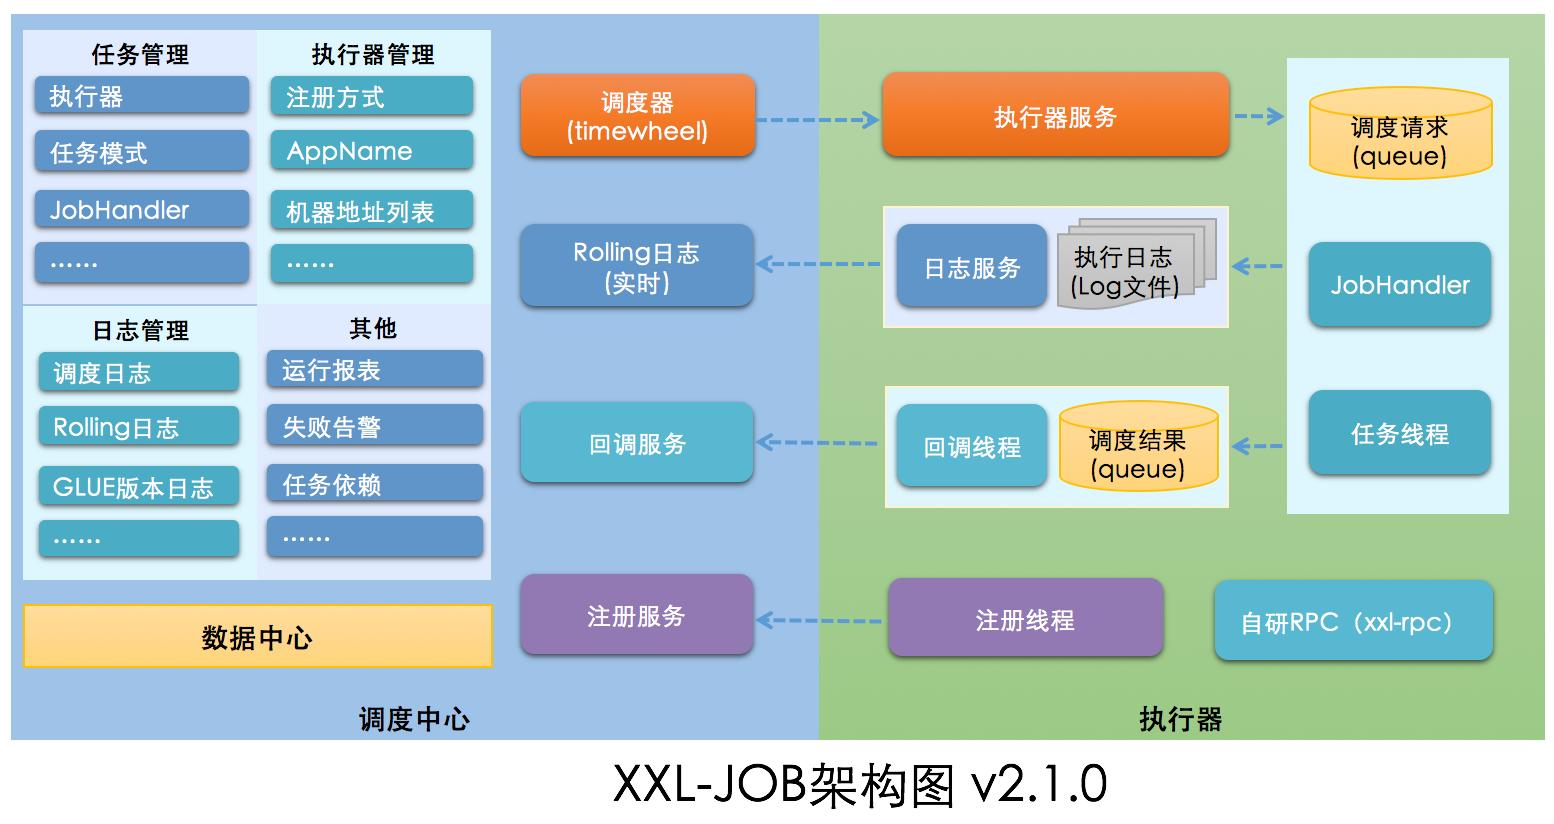 任务管理
执行器
任务模式
JobHandler
......
执行器管理
注册方式
AppName
机器地址列表
......
日志管理
调度日志
Rolling日志
GLUE版本日志
......
其他
运行报表
失败告警
任务依赖
......
数据中心
调度器
(timewheel)
Rolling日志
(实时)
回调服务
注册服务
调度中心
执行器服务
日志服务
执行日志
(Log文件)
回调线程
调度结果
(queue)
注册线程
调度请求
(queue)
JobHandler
任务线程
自研RPC（xxl-rpc）
执行器
XXL-JOB架构图 v2.1.0